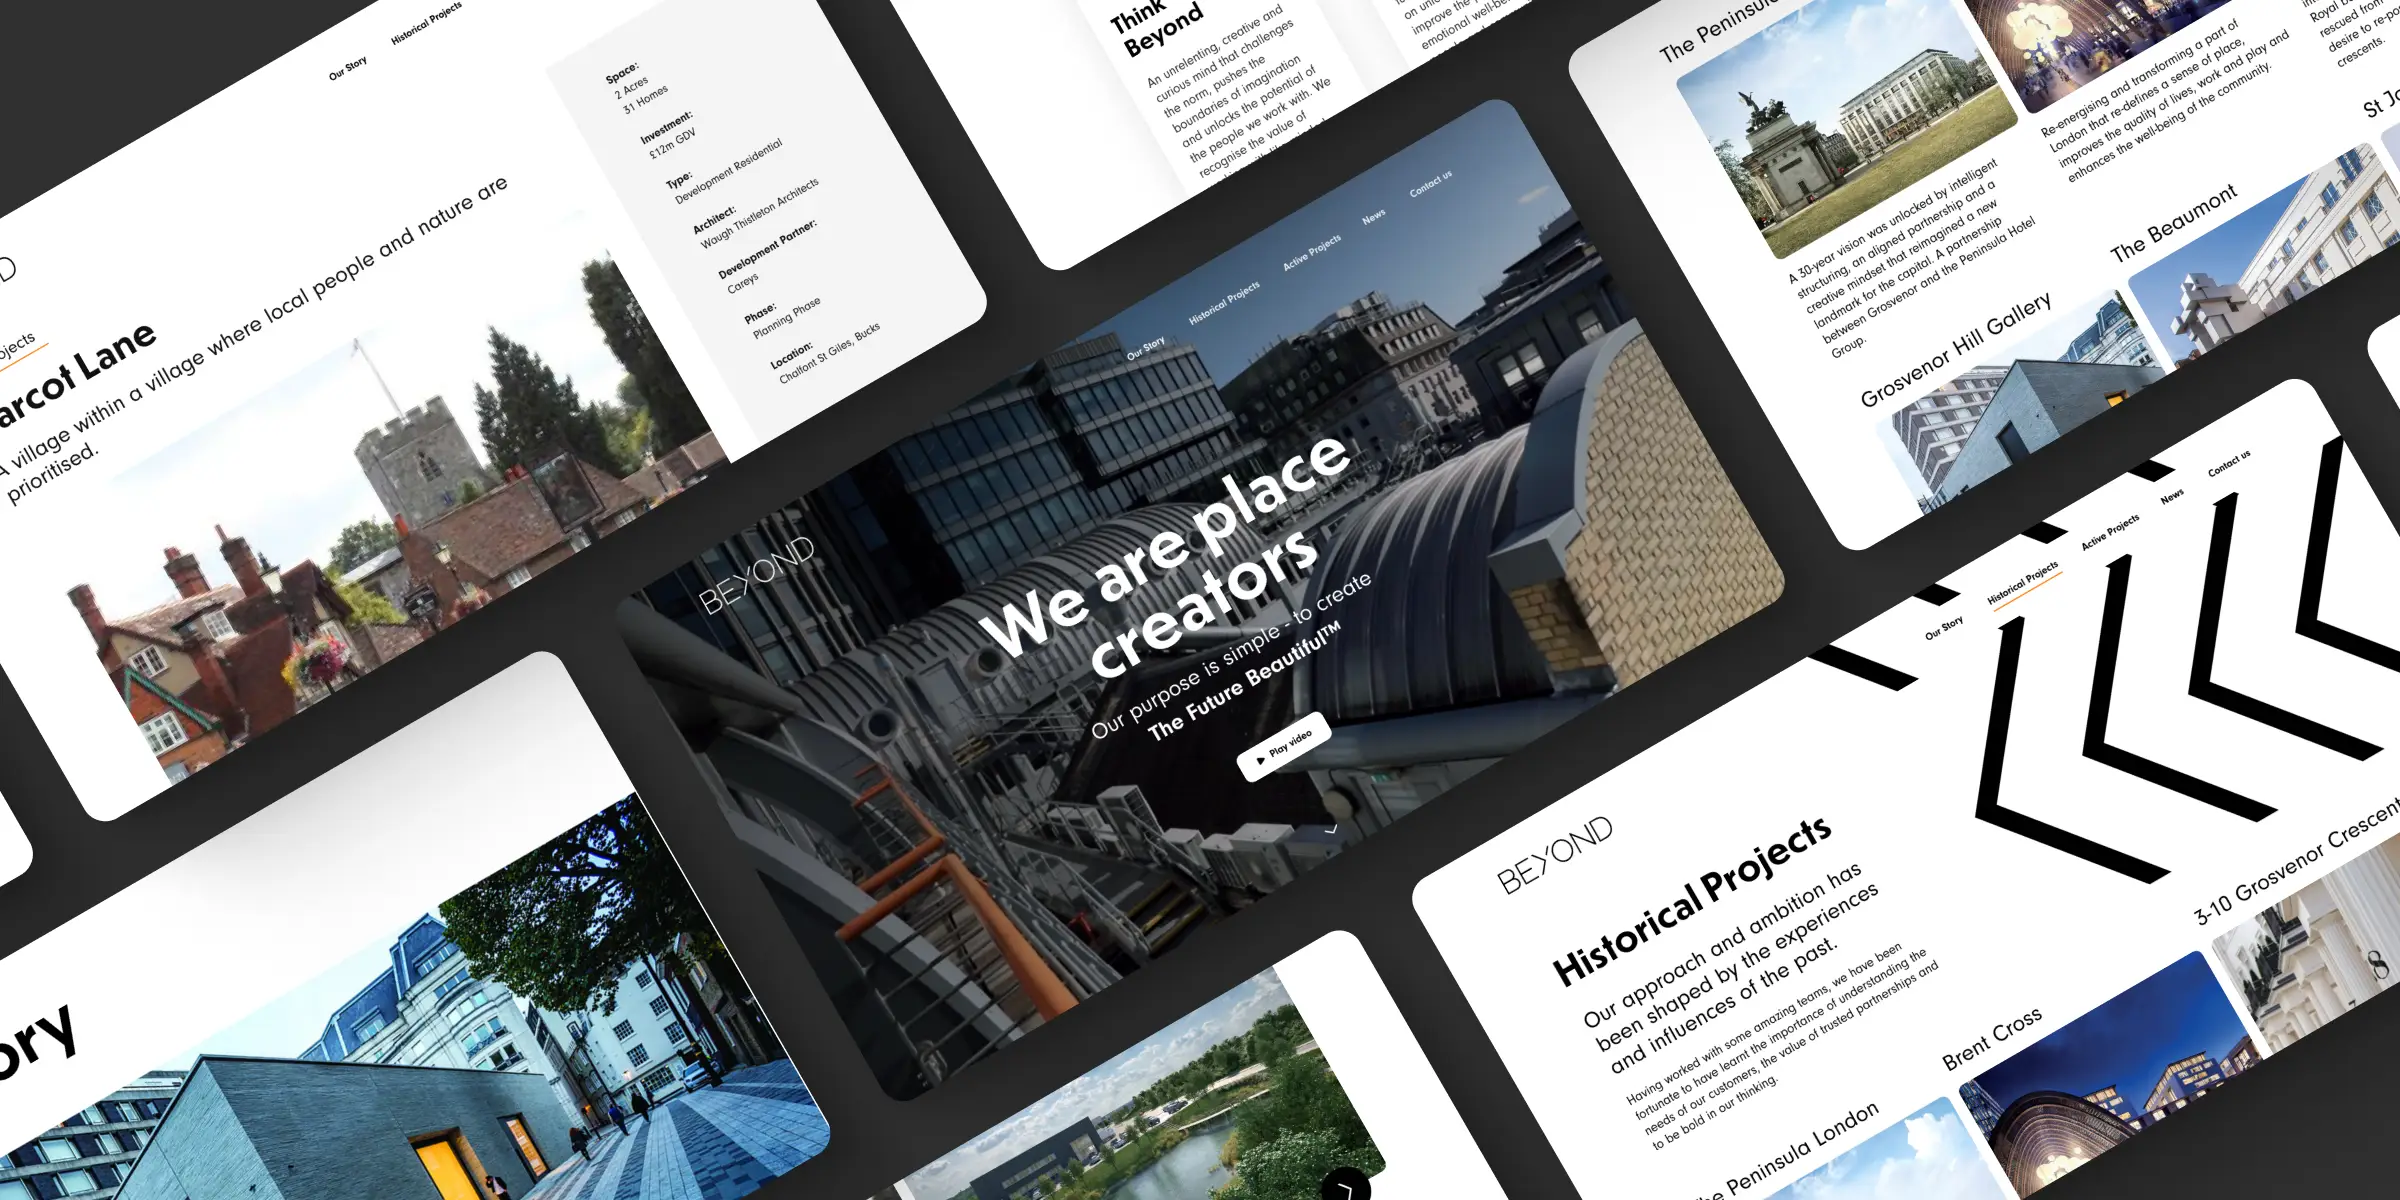 Our Story
Historical Projects
A village within a village where local people and nature are
prioritised.
Space:
2 Acres
31 Homes
Investment:
£12m GDV
Type:
Development Residential
Architect:
Waugh Thistleton Architects
Development Partner:
Careys
Phase:
Planning Phase
Location:
Chalfont St Giles, Bucks
Think
Beyond
An unrelenting, creative and
curious mind that challenges
the norm, pushes the
boundaries of imagination
and unlocks the potential of
the people we work with. We
recognise the value of
improve the
emotional well-being
BEYOND
Our Story
Historical Projects
Active Projects
News
Contact us
We are place
creators
Our purpose is simple - to create
The Future Beautiful™
Play video
The Peninsula
A 30-year vision was unlocked by intelligent
structuring, an aligned partnership and a
creative mindset that reimagined a new
landmark for the capital. A partnership
between Grosvenor and the Peninsula Hotel
Group.
Re-energising and transforming a part of
London that re-defines a sense of place,
improves the quality of lives, work and play and
enhances the well-being of the community.
rescued from
desire to
crescents.
Grosvenor Hill Gallery
The Beaumont
BEYOND
Our Story
Historical Projects
Active Projects
News
Contact us
Historical Projects
Our approach and ambition has
been shaped by the experiences
and influences of the past.
Having worked with some amazing teams, we have been
fortunate to have learnt the importance of understanding the
needs of our customers, the value of trusted partnerships and
to be bold in our thinking.
Peninsula London
Brent Cross
3-10 Grosvenor Crescent
8